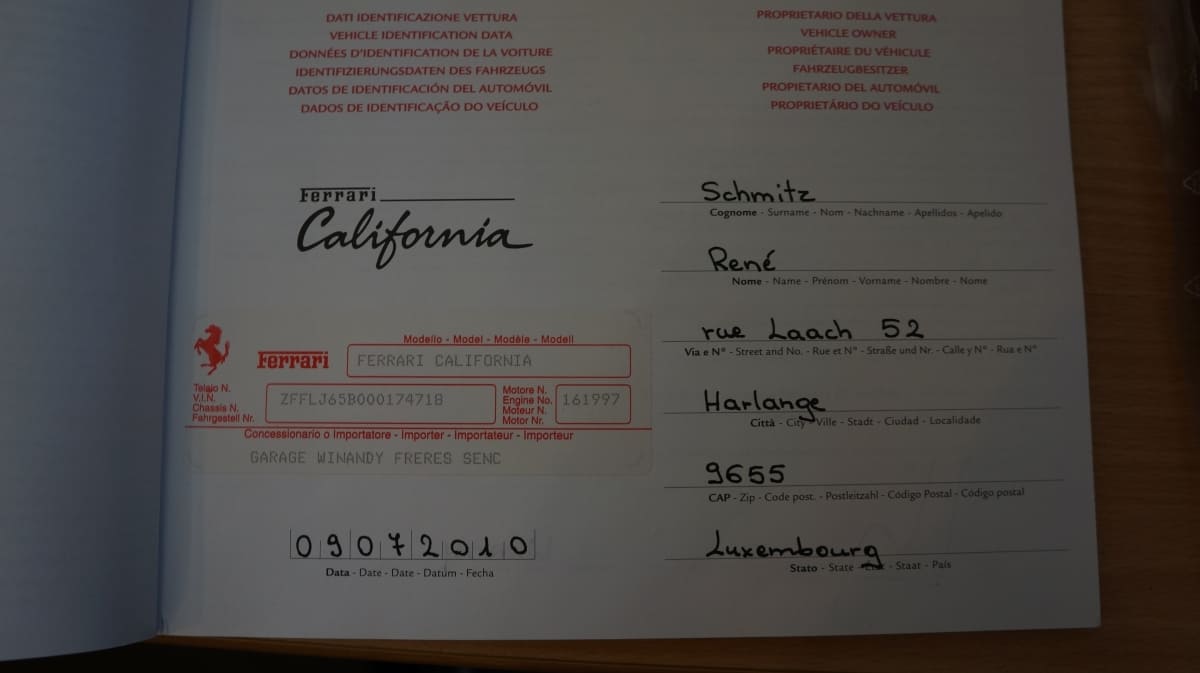 DATI IDENTIFICAZIONE VETTURA
VEHICLE IDENTIFICATION DATA
DONNÉES D'IDENTIFICATION DE LA VOITURE
IDENTIFIZIERUNGSDATEN DES FAHRZEUGS
DATOS DE IDENTIFICACIÓN DEL AUTOMÓVIL
DADOS DE IDENTIFICAÇÃO DO VEÍCULO
Ferrari
California
Modello - Model - Modèle - Modell
Ferrari FERRARI CALIFORNIA
Telaio N.
V.I.N.
Chassis N.
Fahrgestell Nr.
ZFFLJ65B000174718
Motore N.
Engine No.
Moteur N.
Motor Nr.
161997
Concessionario o Importatore - Importer - Importateur - Importeur
GARAGE WINANDY FRERES SENC
09072010
Data - Date - Date - Datum - Fecha
PROPRIETARIO DELLA VETTURA
VEHICLE OWNER
PROPRIÉTAIRE DU VÉHICULE
FAHRZEUGBESITZER
PROPIETARIO DEL AUTOMÓVIL
PROPRIETÁRIO DO VEÍCULO
Schmitz
Cognome - Surname - Nom - Nachname - Apellidos - Apelido
René
Nome - Name - Prénom - Vorname - Nombre - Nome
rue Laach 52
Via e N° - Street and No. - Rue et N° - Straße und Nr. - Calle y N° - Rua e N°
Harlange
Città - City - Ville - Stadt - Ciudad - Localidade
9655
CAP - Zip - Code post. - Postleitzahl - Código Postal - Código postal
Luxembourg
Stato - State - - Staat - País